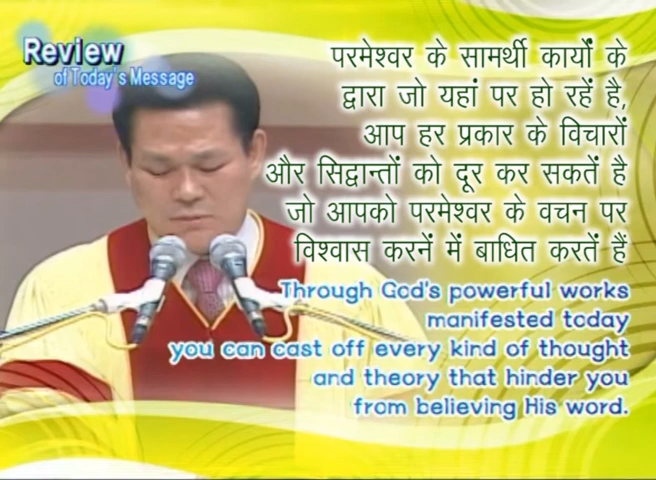 Review
of Today's Message
परमेश्वर के सामर्थी कार्यों के
द्वारा जो यहां पर हो रहें है,
आप हर प्रकार के विचारों
और सिद्वान्तों को दूर कर सकतें है
जो आपको परमेश्वर के वचन पर
विश्वास करनें में बाधित करतें हैं
Through God's powerful works
manifested today
you can cast off every kind of thought
and theory that hinder you
from believing His word.